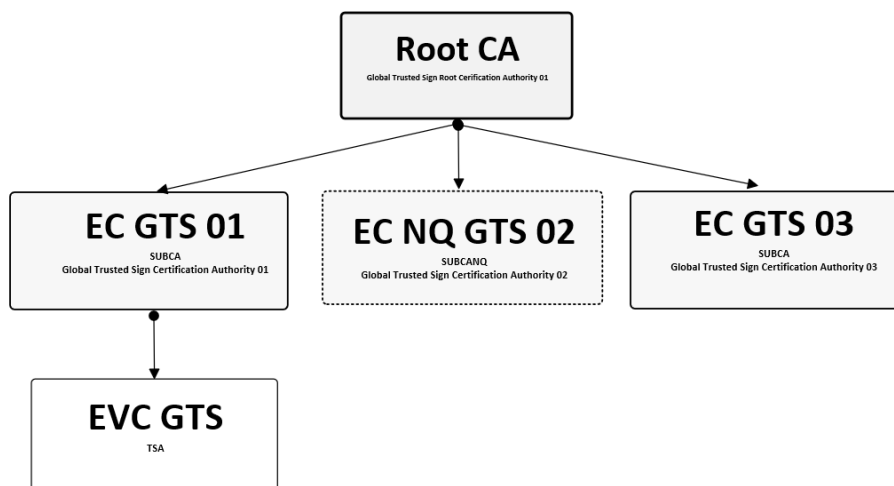 Root CA
Global Trusted Sign Root Cerification Authority 01
EC GTS 01
SUBCA
Global Trusted Sign Certification Authority 01
EC NQ GTS 02
SUBCANQ
Global Trusted Sign Certification Authority 02
EC GTS 03
SUBCA
Global Trusted Sign Certification Authority 03
EVC GTS
TSA